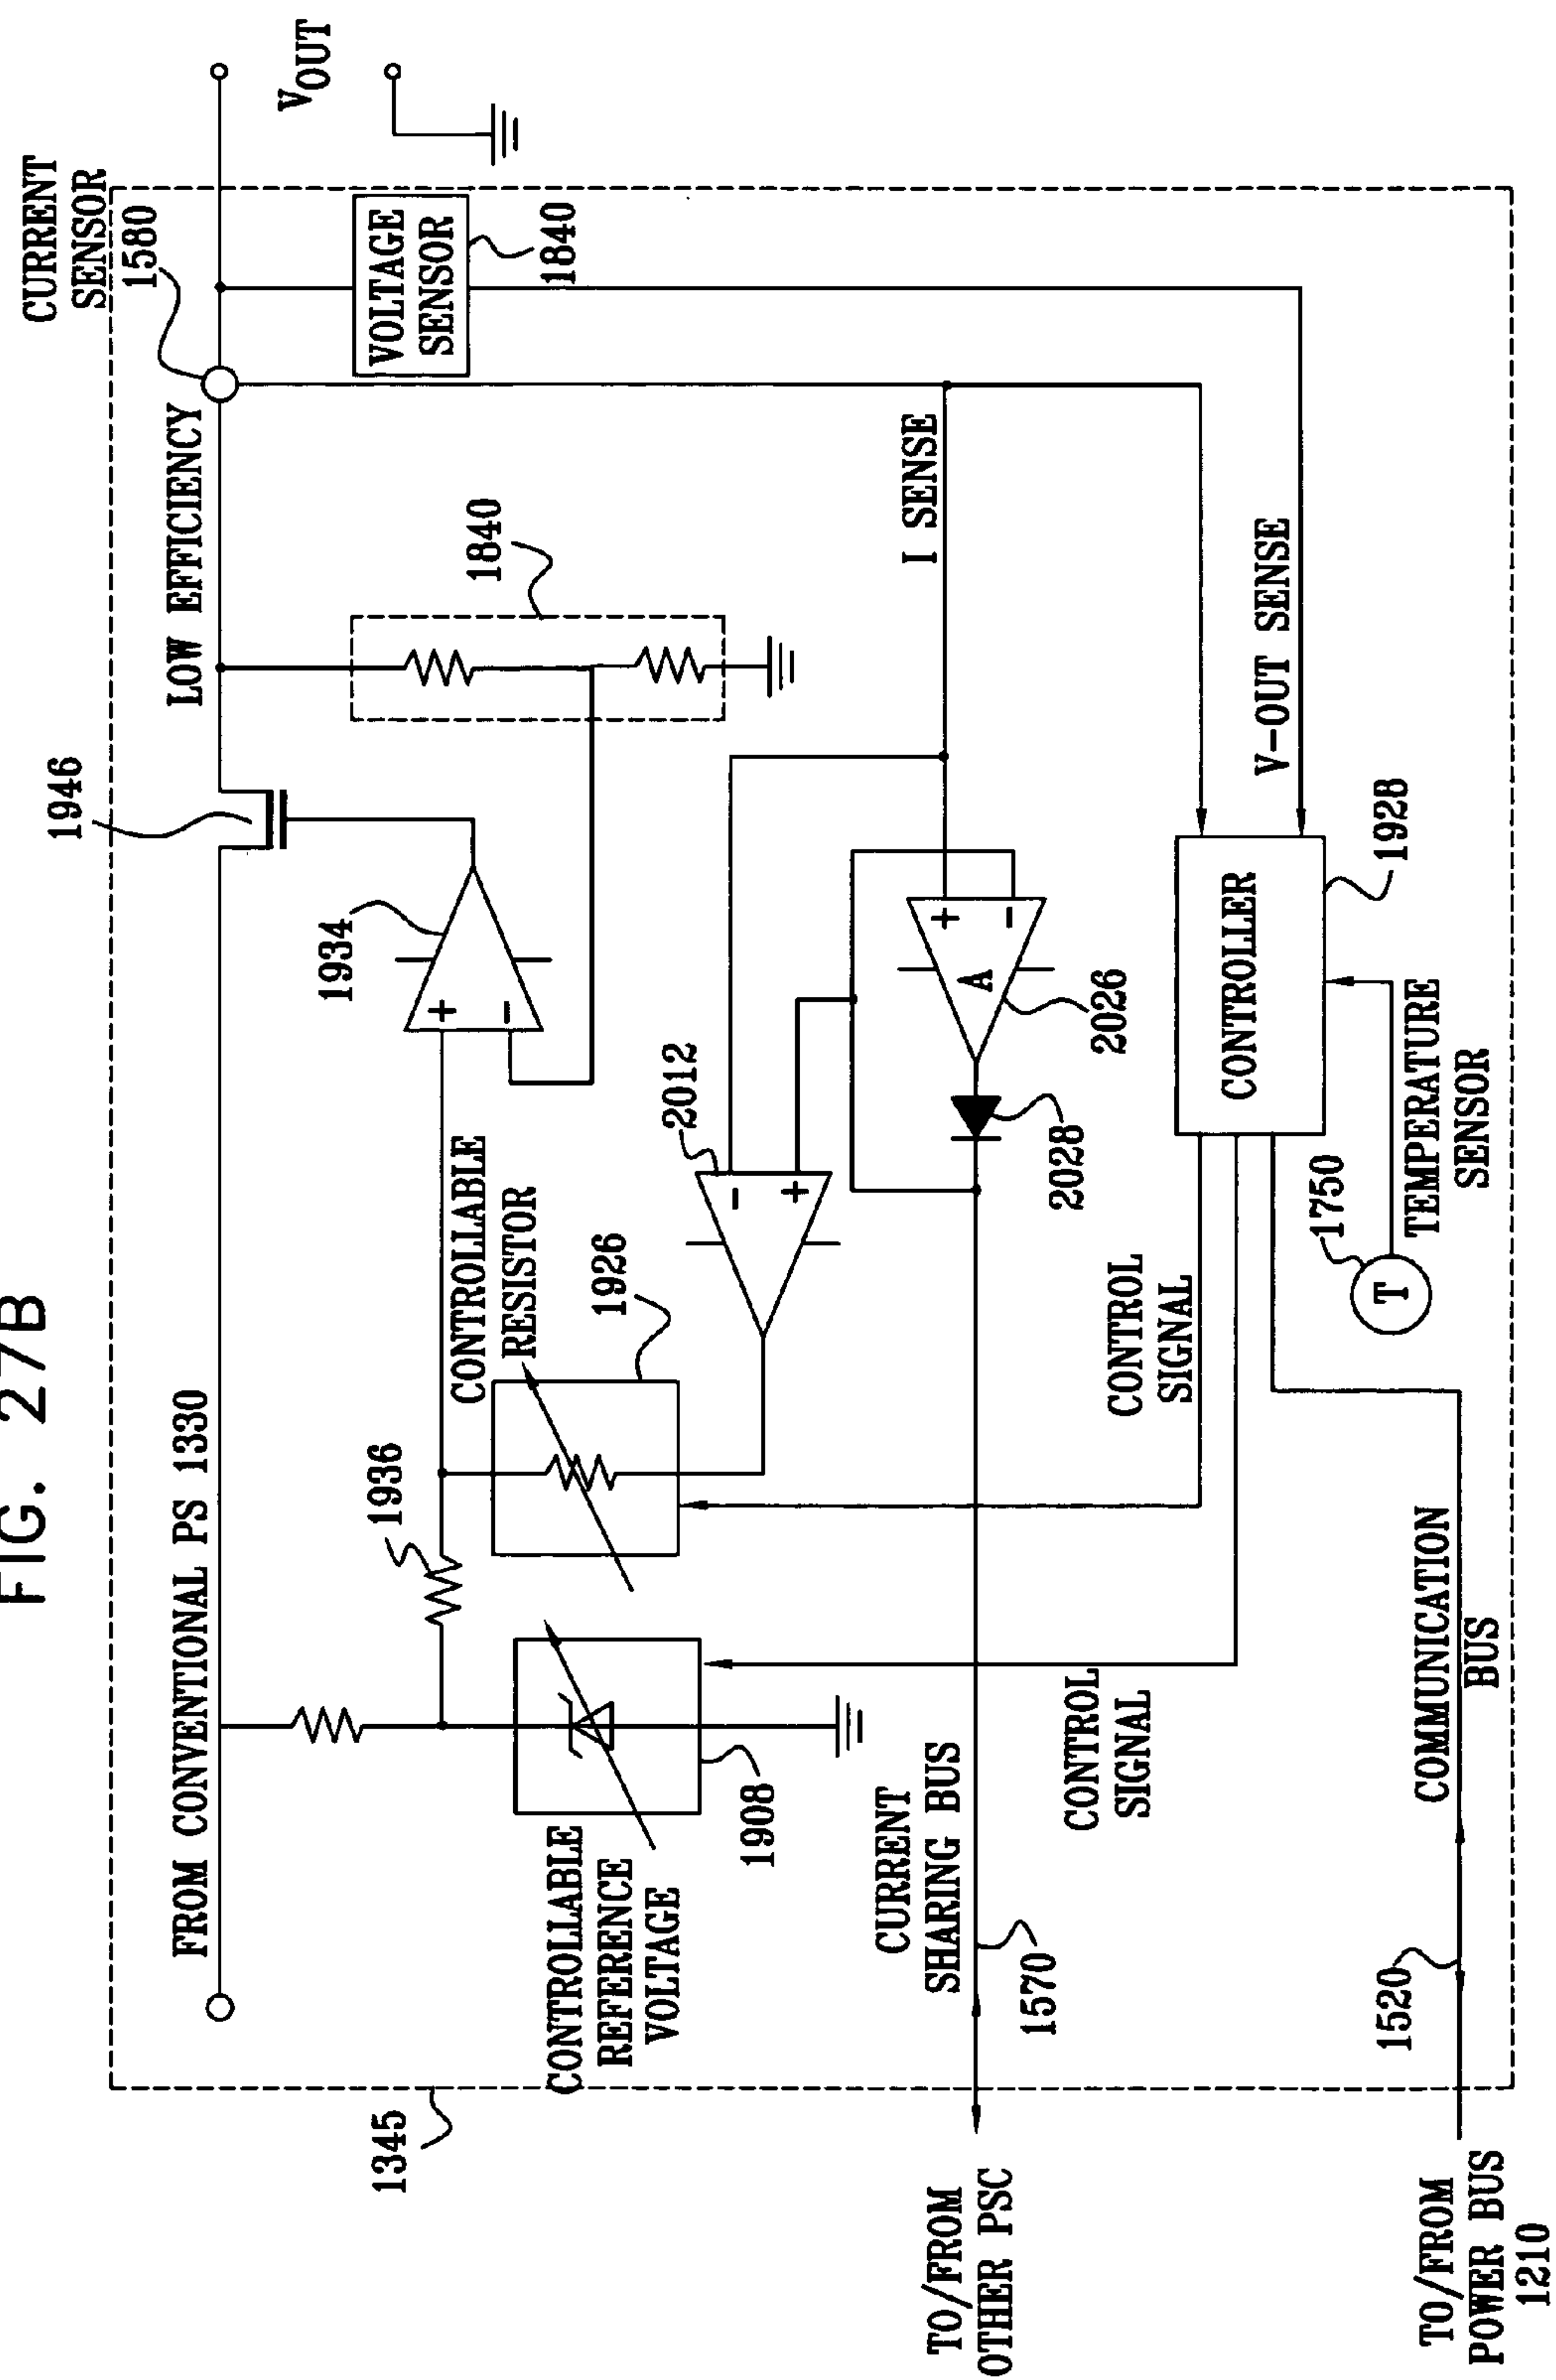 FIG. 27B
FROM CONVENTIONAL PS 1330
1946
LOW EFFICIENCY
CURRENT
SENSOR
1580
VOUT
1345
1936
CONTROLLABLE
RESISTOR
1926
1934
+
-
1840
VOLTAGE
SENSOR
1840
CONTROLLABLE
REFERENCE
VOLTAGE
1908
2012
-
+
I SENSE
CURRENT
SHARING BUS
1570
TO/FROM
OTHER PSC
2028
A
+
-
2026
CONTROL
SIGNAL
CONTROL
SIGNAL
CONTROLLER
1928
V-OUT SENSE
1750
T
TEMPERATURE
SENSOR
COMMUNICATION
BUS
1520
TO/FROM
POWER BUS
1210